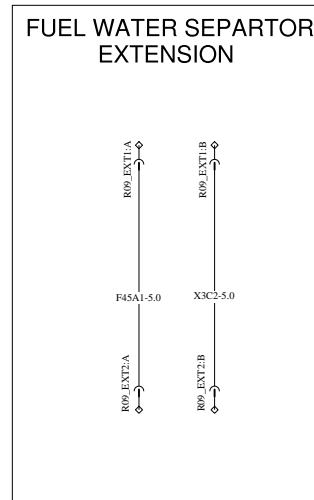 FUEL WATER SEPARTOR
EXTENSION
R09_EXT1:A
R09_EXT1:B
F45A1-5.0
X3C2-5.0
R09_EXT2:A
R09_EXT2:B